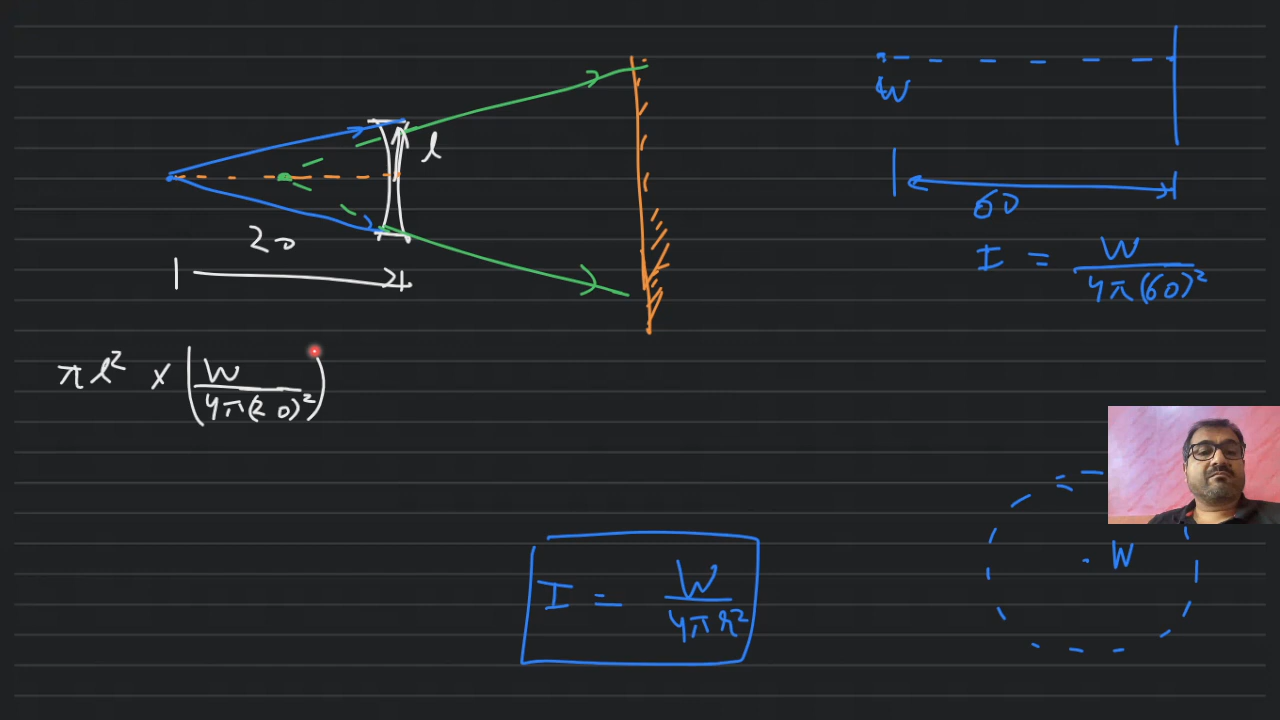 l
20
W
60
I = W / 4π(60)²
πl² × (W / 4π(20)²)
I = W / 4πr²
W